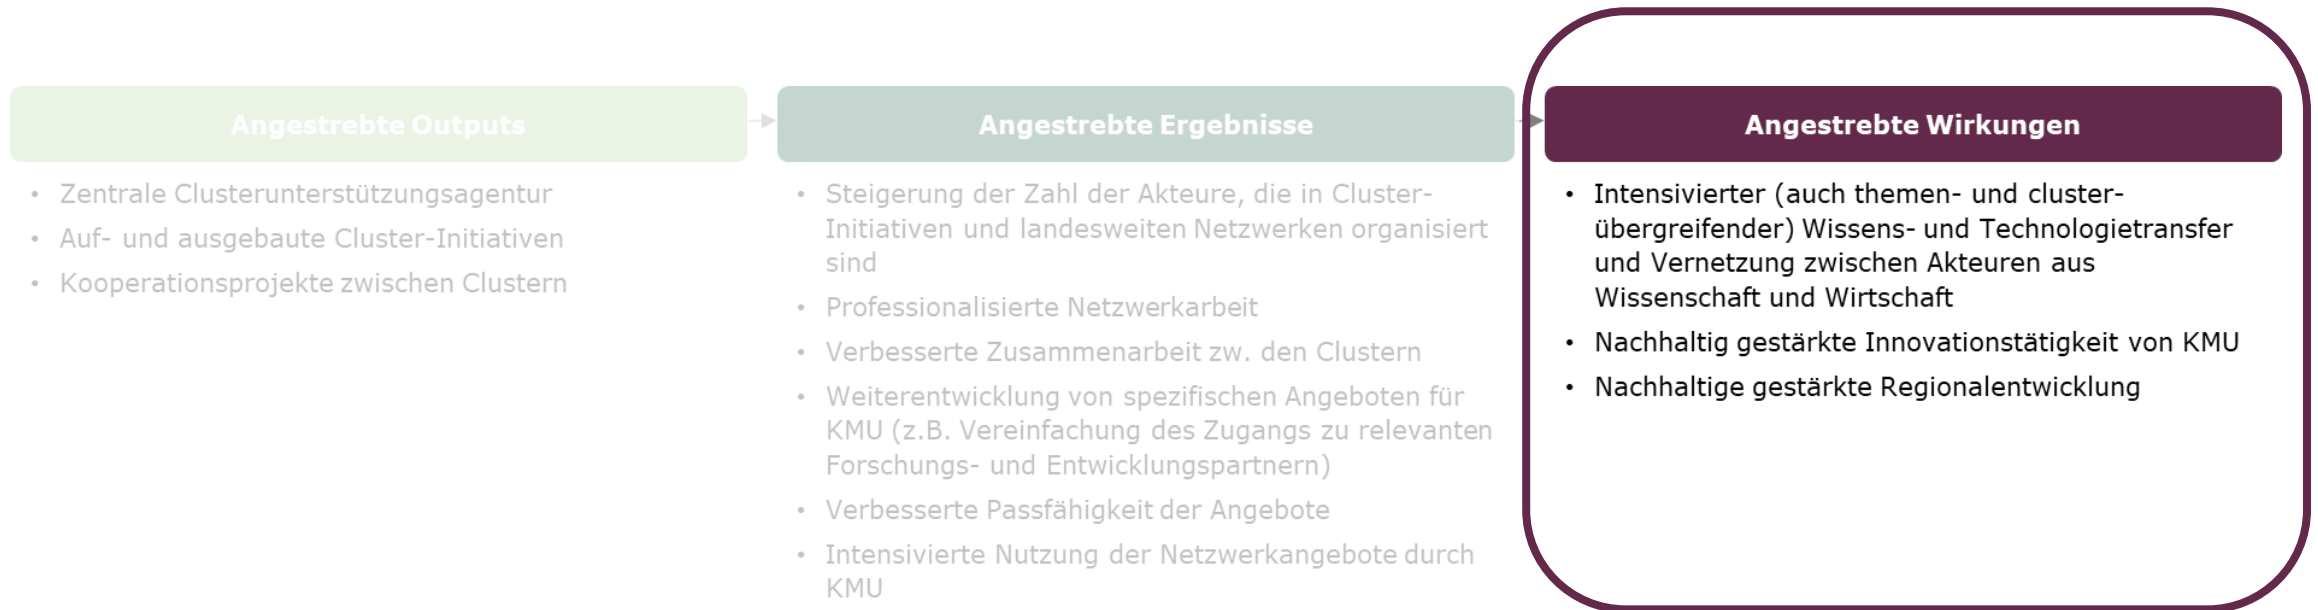 Angestrebte Outputs
• Zentrale Clusterunterstützungsagentur
• Auf- und ausgebaute Cluster-Initiativen
• Kooperationsprojekte zwischen Clustern
Angestrebte Ergebnisse
• Steigerung der Zahl der Akteure, die in Cluster-
Initiativen und landesweiten Netzwerken organisiert
sind
• Professionalisierte Netzwerkarbeit
• Verbesserte Zusammenarbeit zw. den Clustern
• Weiterentwicklung von spezifischen Angeboten für
KMU (z.B. Vereinfachung des Zugangs zu relevanten
Forschungs- und Entwicklungspartnern)
• Verbesserte Passfähigkeit der Angebote
• Intensivierte Nutzung der Netzwerkangebote durch
KMU
Angestrebte Wirkungen
• Intensivierter (auch themen- und cluster-
übergreifender) Wissens- und Technologietransfer
und Vernetzung zwischen Akteuren aus
Wissenschaft und Wirtschaft
• Nachhaltig gestärkte Innovationstätigkeit von KMU
• Nachhaltige gestärkte Regionalentwicklung